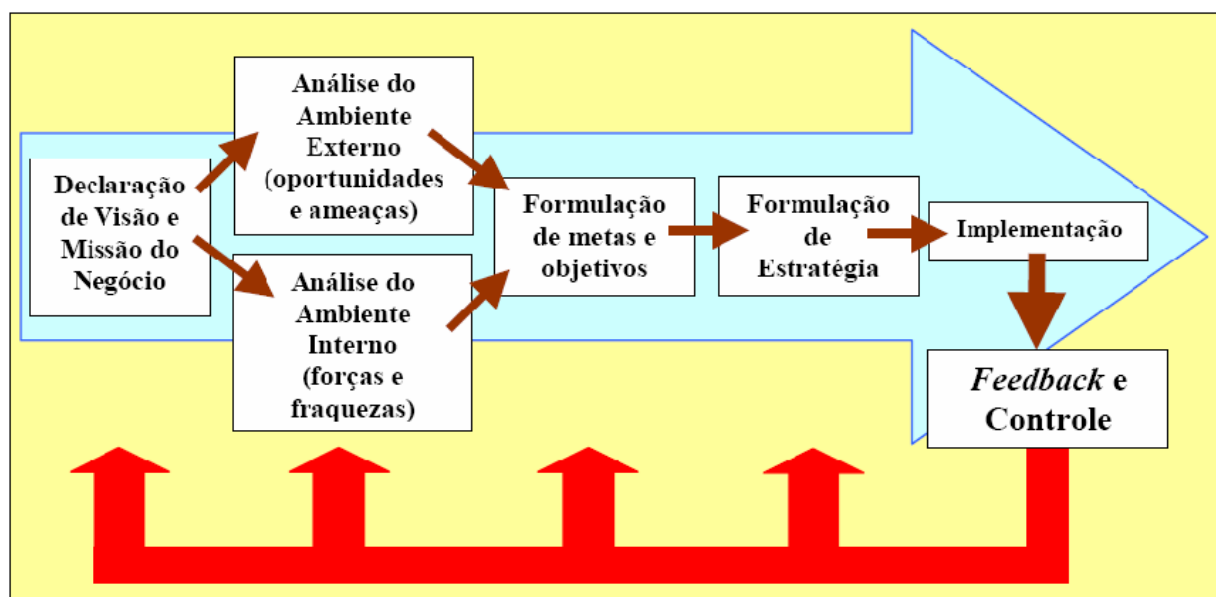 Declaração
de Visão e
Missão do
Negócio
Análise do
Ambiente
Externo
(oportunidades
e ameaças)
Análise do
Ambiente
Interno
(forças e
fraquezas)
Formulação
de metas e
objetivos
Formulação
de
Estratégia
Implementação
Feedback e
Controle